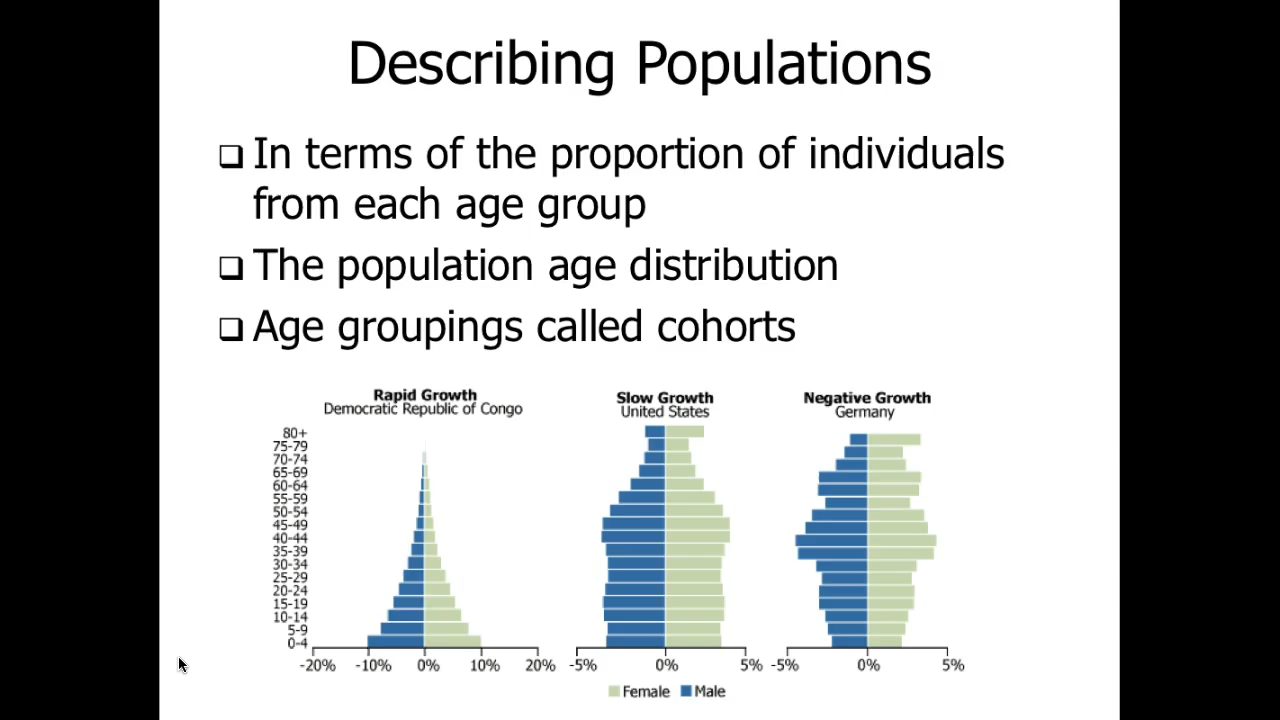 Describing Populations
In terms of the proportion of individuals
from each age group
The population age distribution
Age groupings called cohorts
Rapid Growth
Democratic Republic of Congo
Slow Growth
United States
Negative Growth
Germany
80+
75-79
70-74
65-69
60-64
55-59
50-54
45-49
40-44
35-39
30-34
25-29
20-24
15-19
10-14
5-9
0-4
-20% -10% 0% 10% 20%
-5% 0% 5%
-5% 0% 5%
Female Male